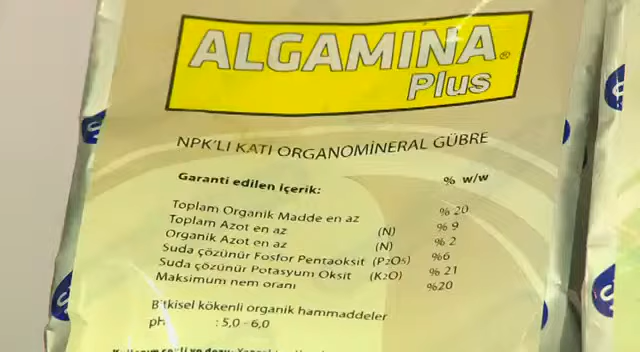 ALGAMINA®
Plus
NPK'LI KATI ORGANOMİNERAL GÜBRE
Garanti edilen içerik: % w/w
Toplam Organik Madde en az % 20
Toplam Azot en az (N) % 9
Organik Azot en az (N) % 2
Suda çözünür Fosfor Pentaoksit (P2O5) %6
Suda çözünür Potasyum Oksit (K2O) % 21
Maksimum nem oranı %20
Bitkisel kökenli organik hammaddeler
pH : 5,0 - 6,0